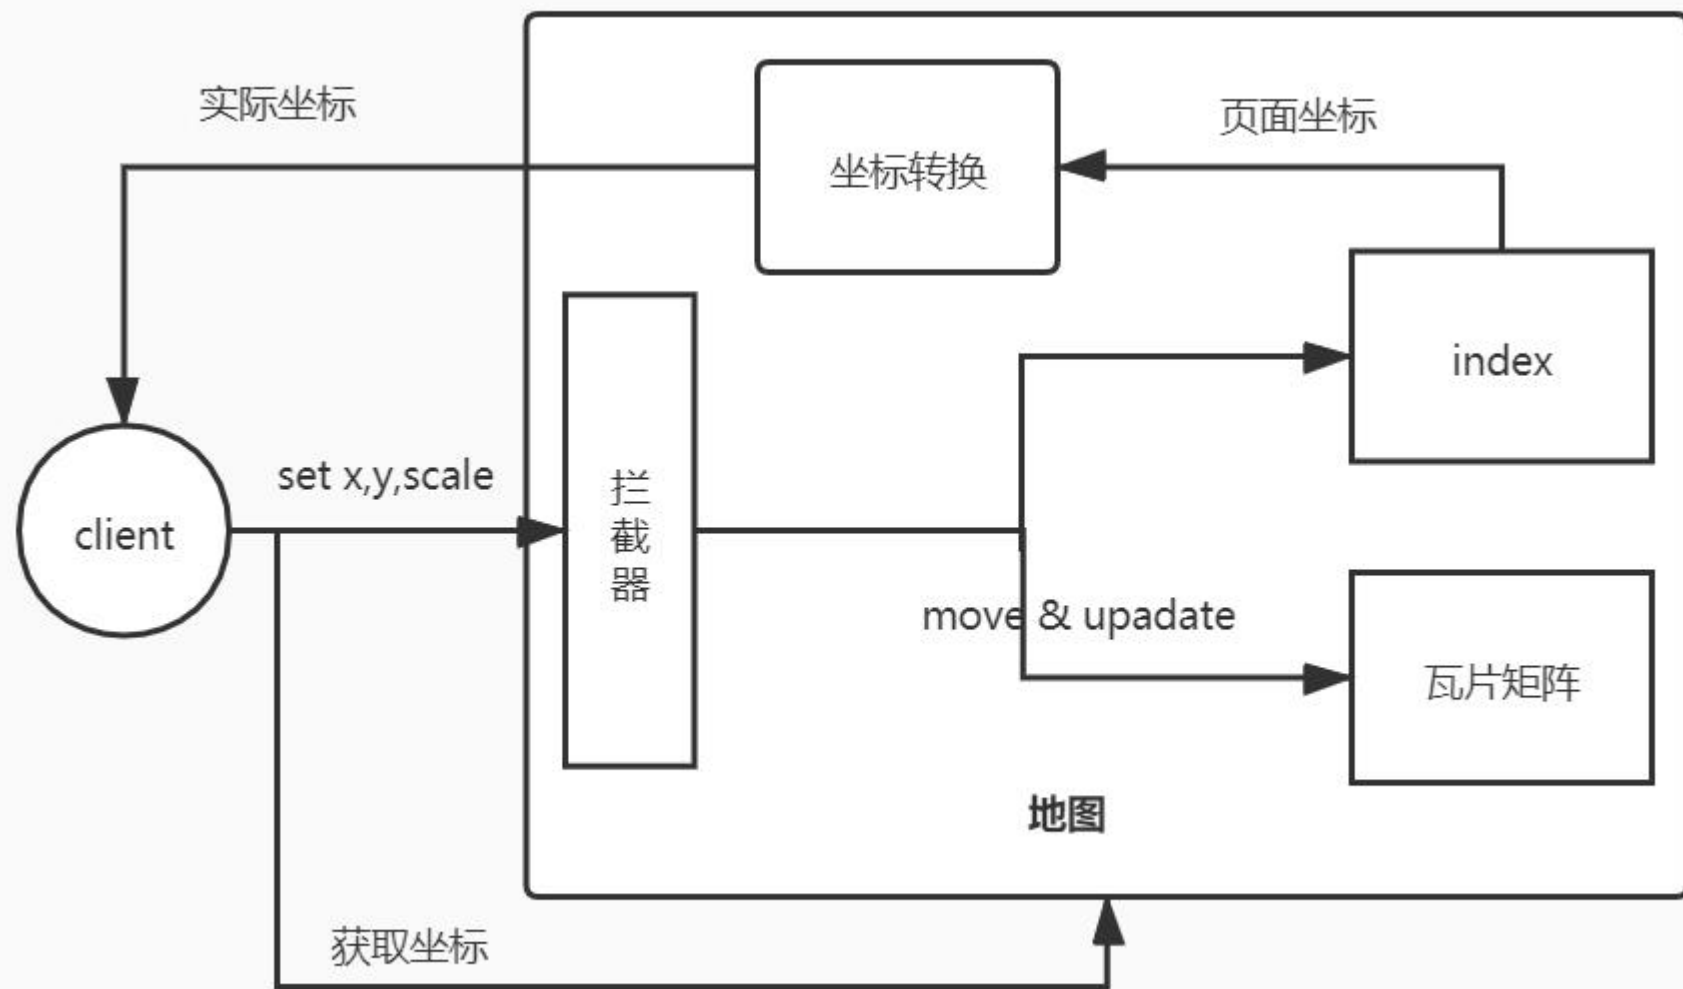 实际坐标
页面坐标
坐标转换
index
set x,y,scale
拦
截
器
client
move & upadate
瓦片矩阵
地图
获取坐标